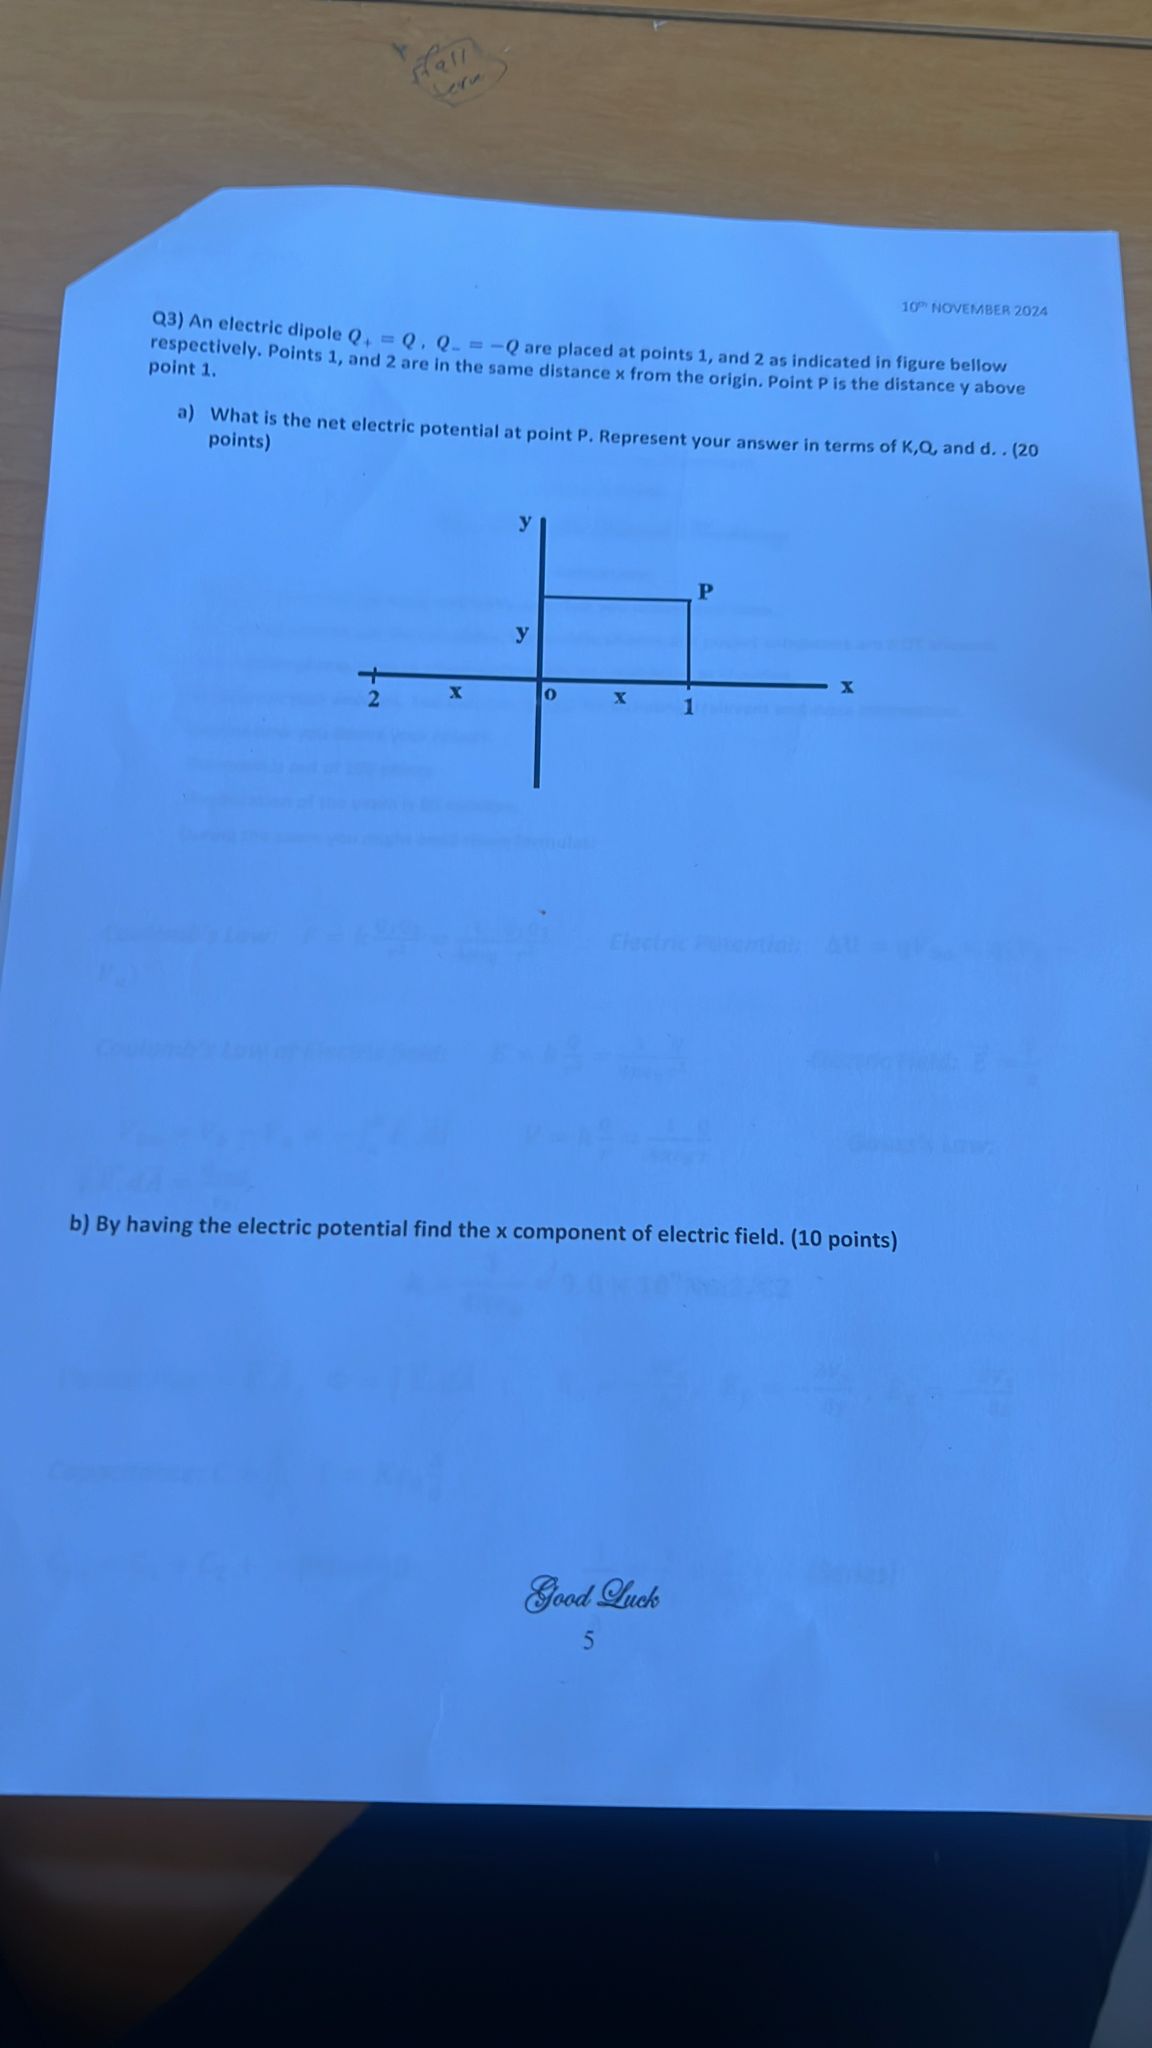 fall
10th NOVEMBER 2024
Q3) An electric dipole Q₊ = Q, Q₋ = −Q are placed at points 1, and 2 as indicated in figure bellow
respectively. Points 1, and 2 are in the same distance x from the origin. Point P is the distance y above
point 1.
a) What is the net electric potential at point P. Represent your answer in terms of K,Q, and d. . (20
points)
y
P
y
x
2 x o x 1
b) By having the electric potential find the x component of electric field. (10 points)
Good Luck
5